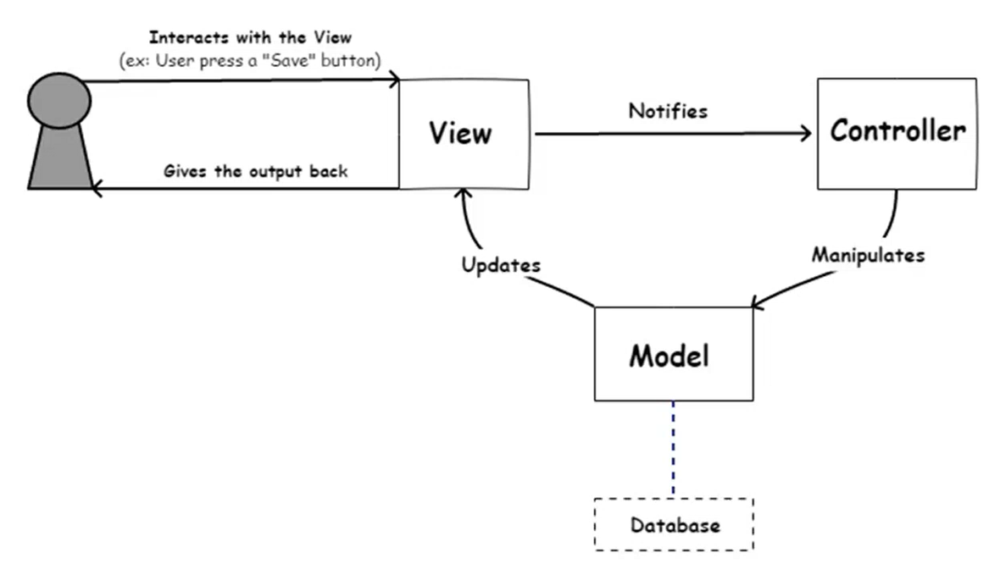 Interacts with the View
(ex: User press a "Save" button)
View
Notifies
Controller
Gives the output back
Updates
Manipulates
Model
Database